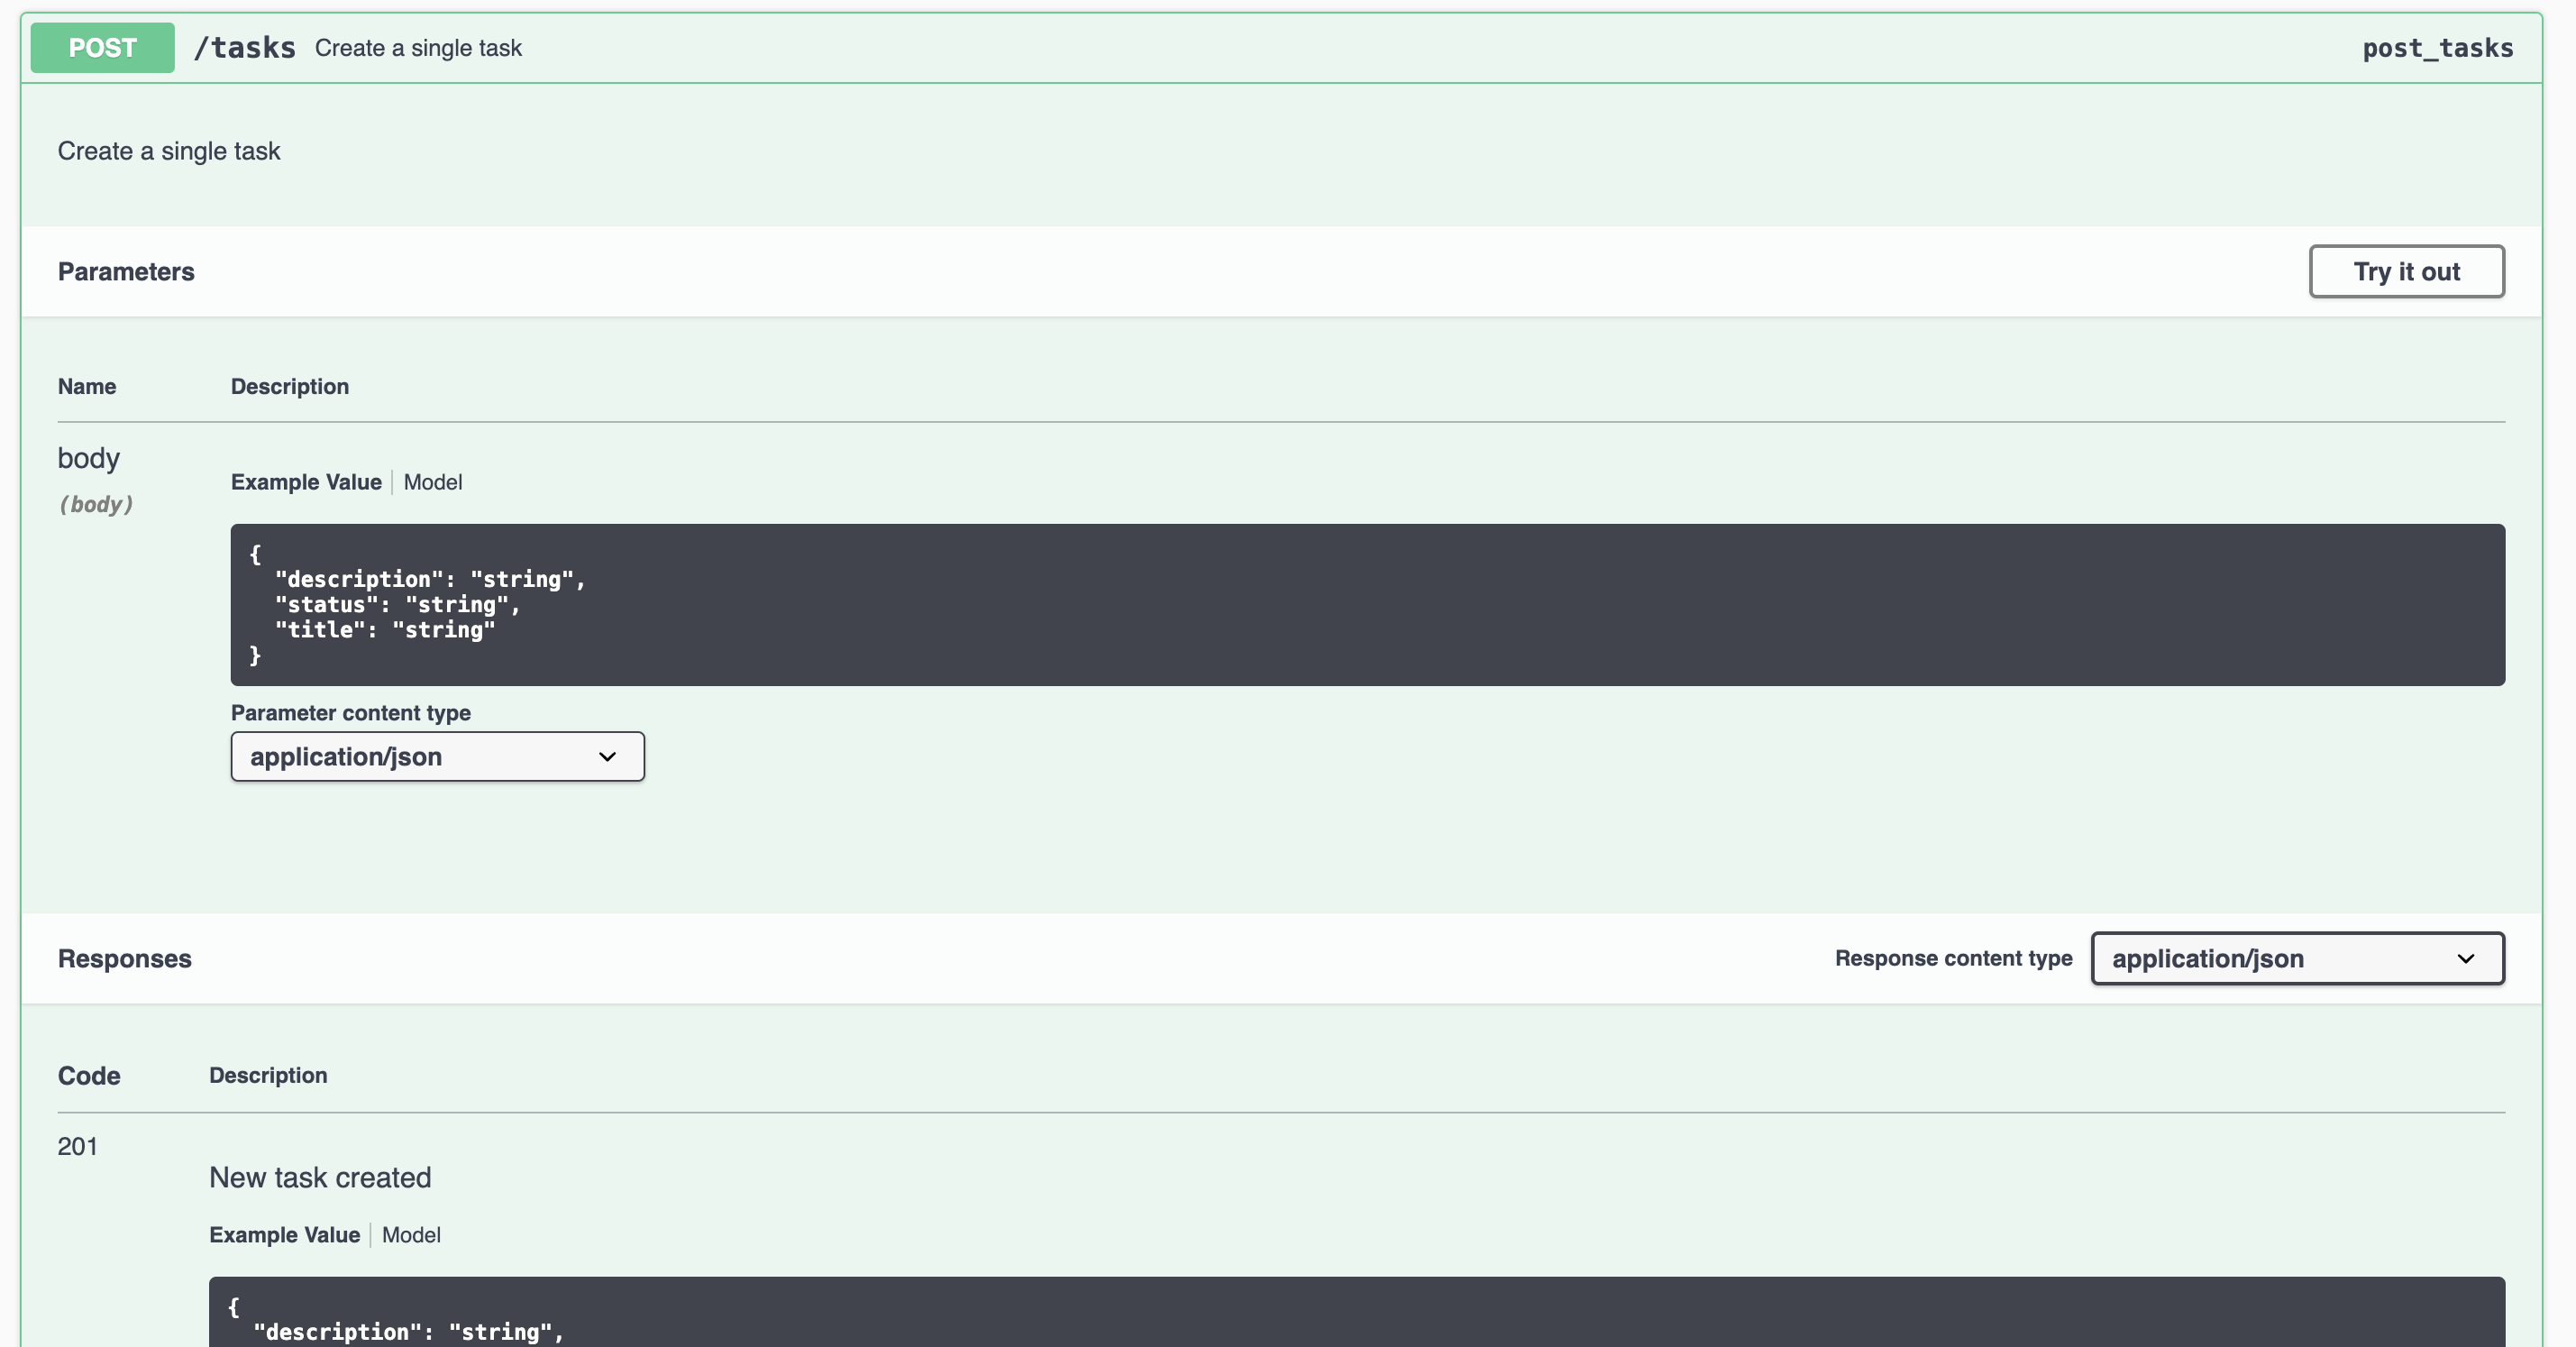 POST /tasks Create a single task post_tasks
Create a single task
Parameters Try it out
Name Description
body
(body)
Example Value Model
{
  "description": "string",
  "status": "string",
  "title": "string"
}
Parameter content type
application/json
Responses Response content type application/json
Code Description
201
New task created
Example Value Model
{
  "description": "string",